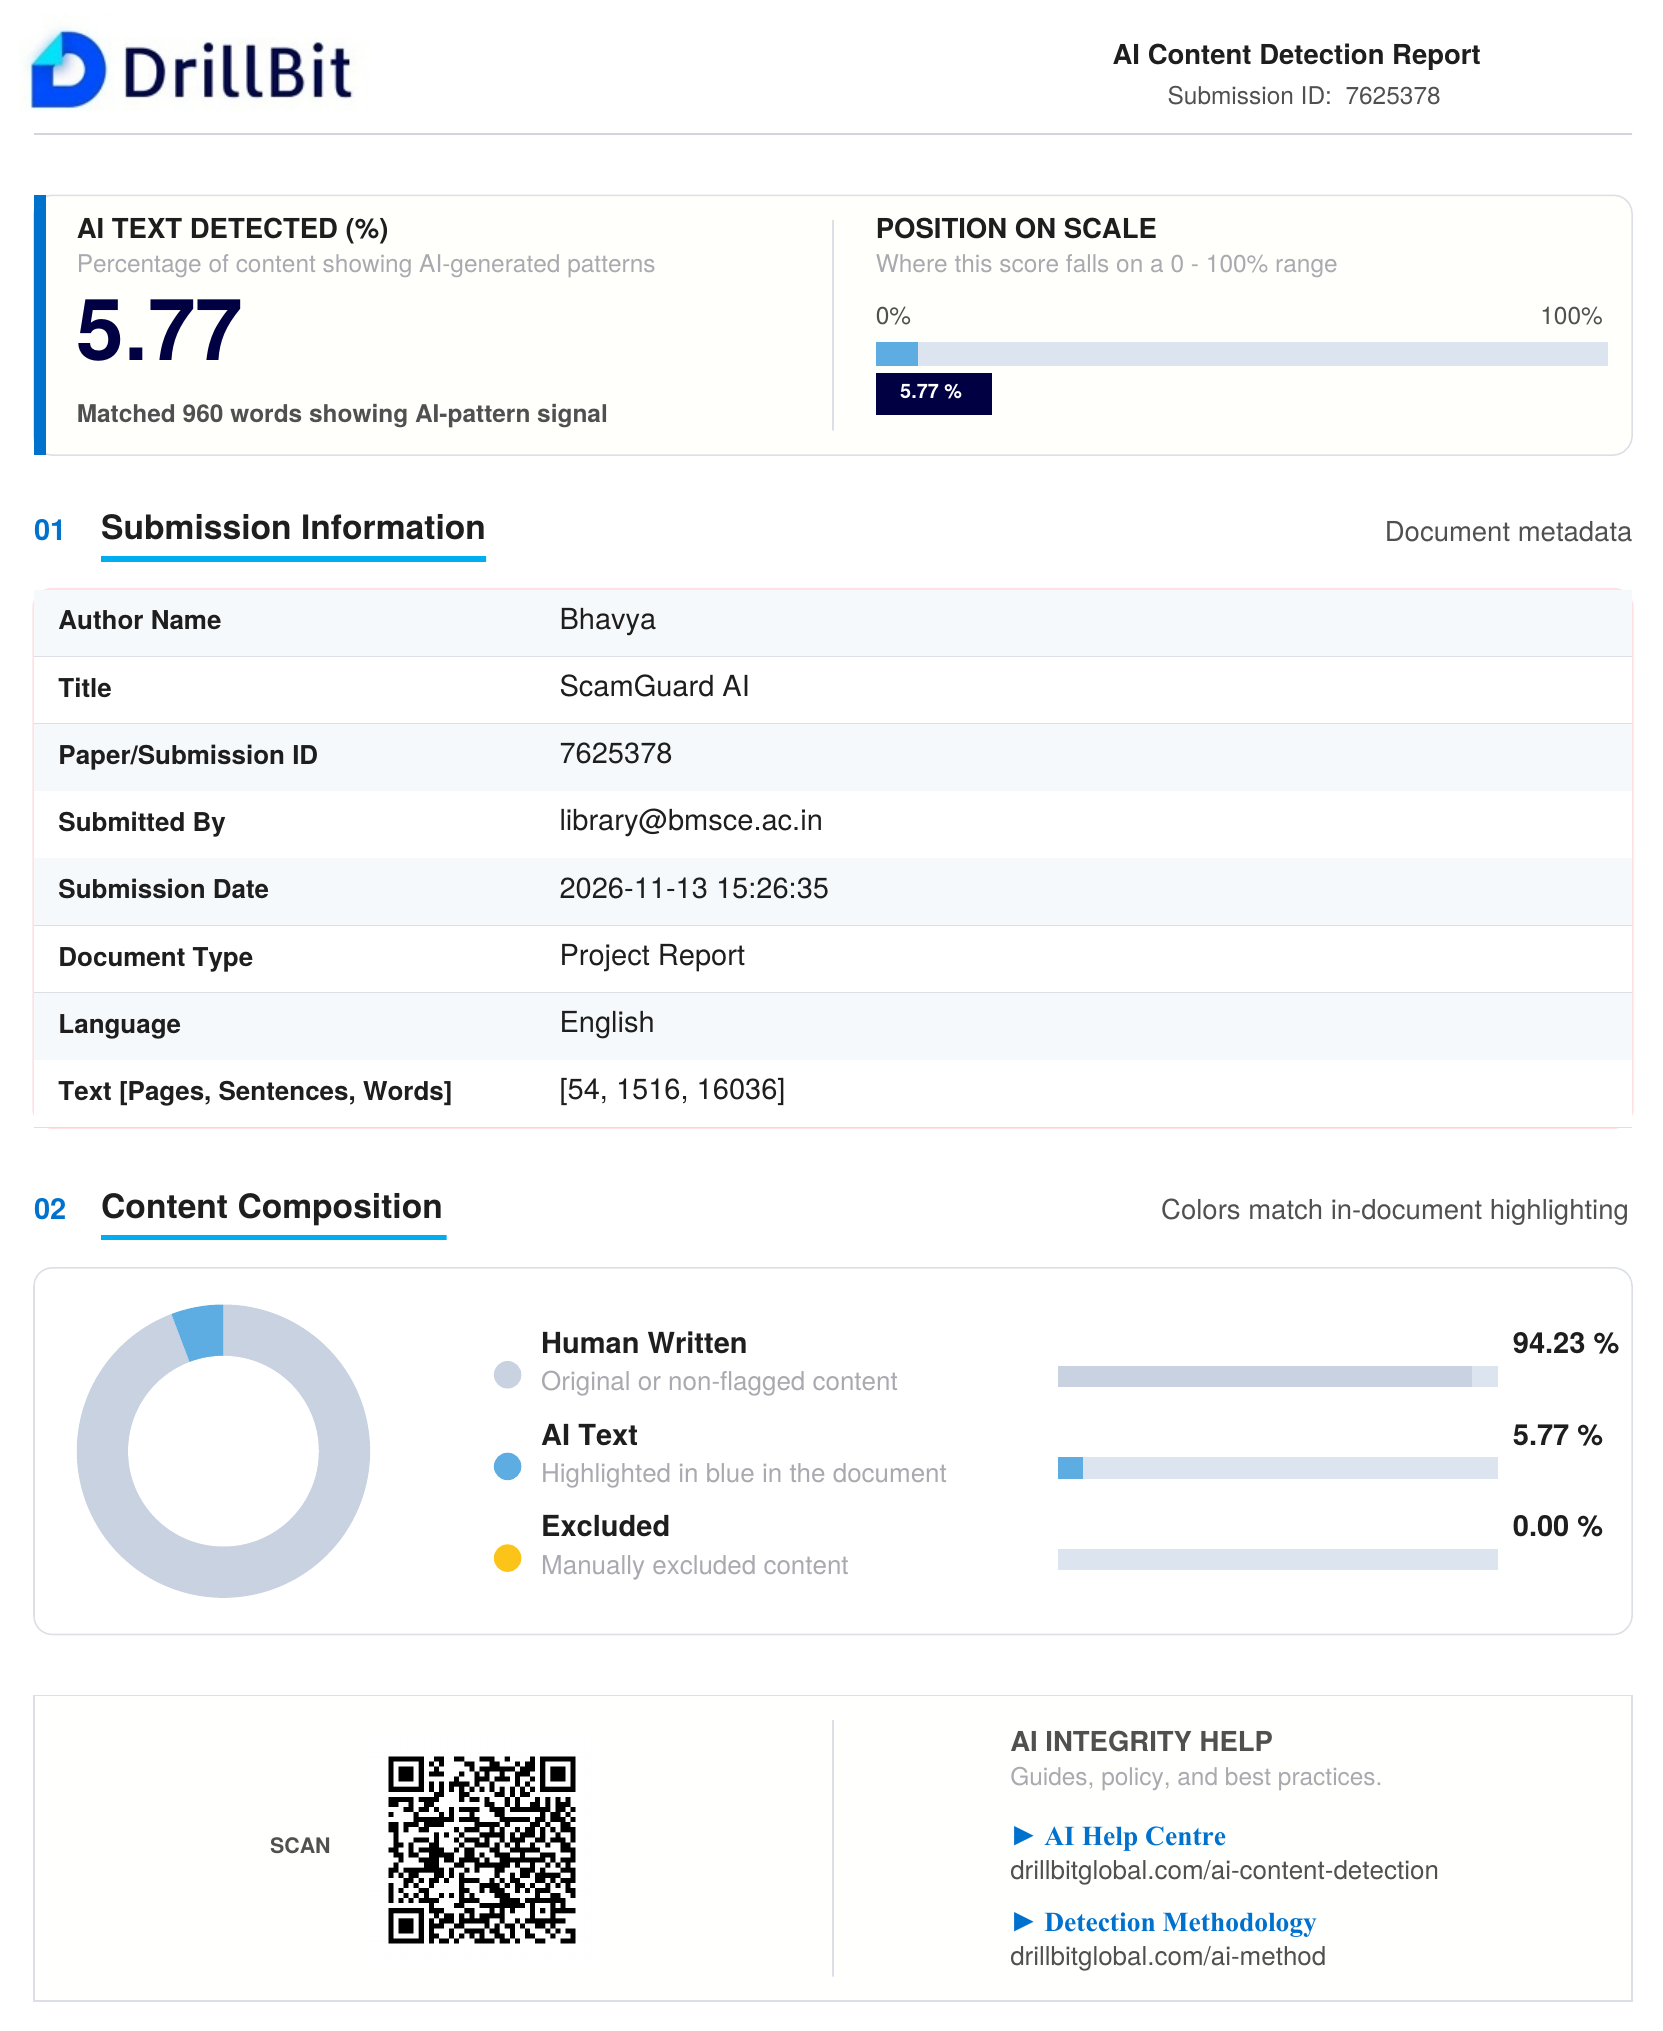 DrillBit
AI Content Detection Report
Submission ID: 7625378
AI TEXT DETECTED (%)
Percentage of content showing AI-generated patterns
5.77
Matched 960 words showing AI-pattern signal
POSITION ON SCALE
Where this score falls on a 0 - 100% range
0% 100%
5.77 %
01 Submission Information Document metadata
Author Name Bhavya
Title ScamGuard AI
Paper/Submission ID 7625378
Submitted By library@bmsce.ac.in
Submission Date 2026-11-13 15:26:35
Document Type Project Report
Language English
Text [Pages, Sentences, Words] [54, 1516, 16036]
02 Content Composition Colors match in-document highlighting
Human Written 94.23 %
Original or non-flagged content
AI Text 5.77 %
Highlighted in blue in the document
Excluded 0.00 %
Manually excluded content
SCAN
AI INTEGRITY HELP
Guides, policy, and best practices.
► AI Help Centre
drillbitglobal.com/ai-content-detection
► Detection Methodology
drillbitglobal.com/ai-method